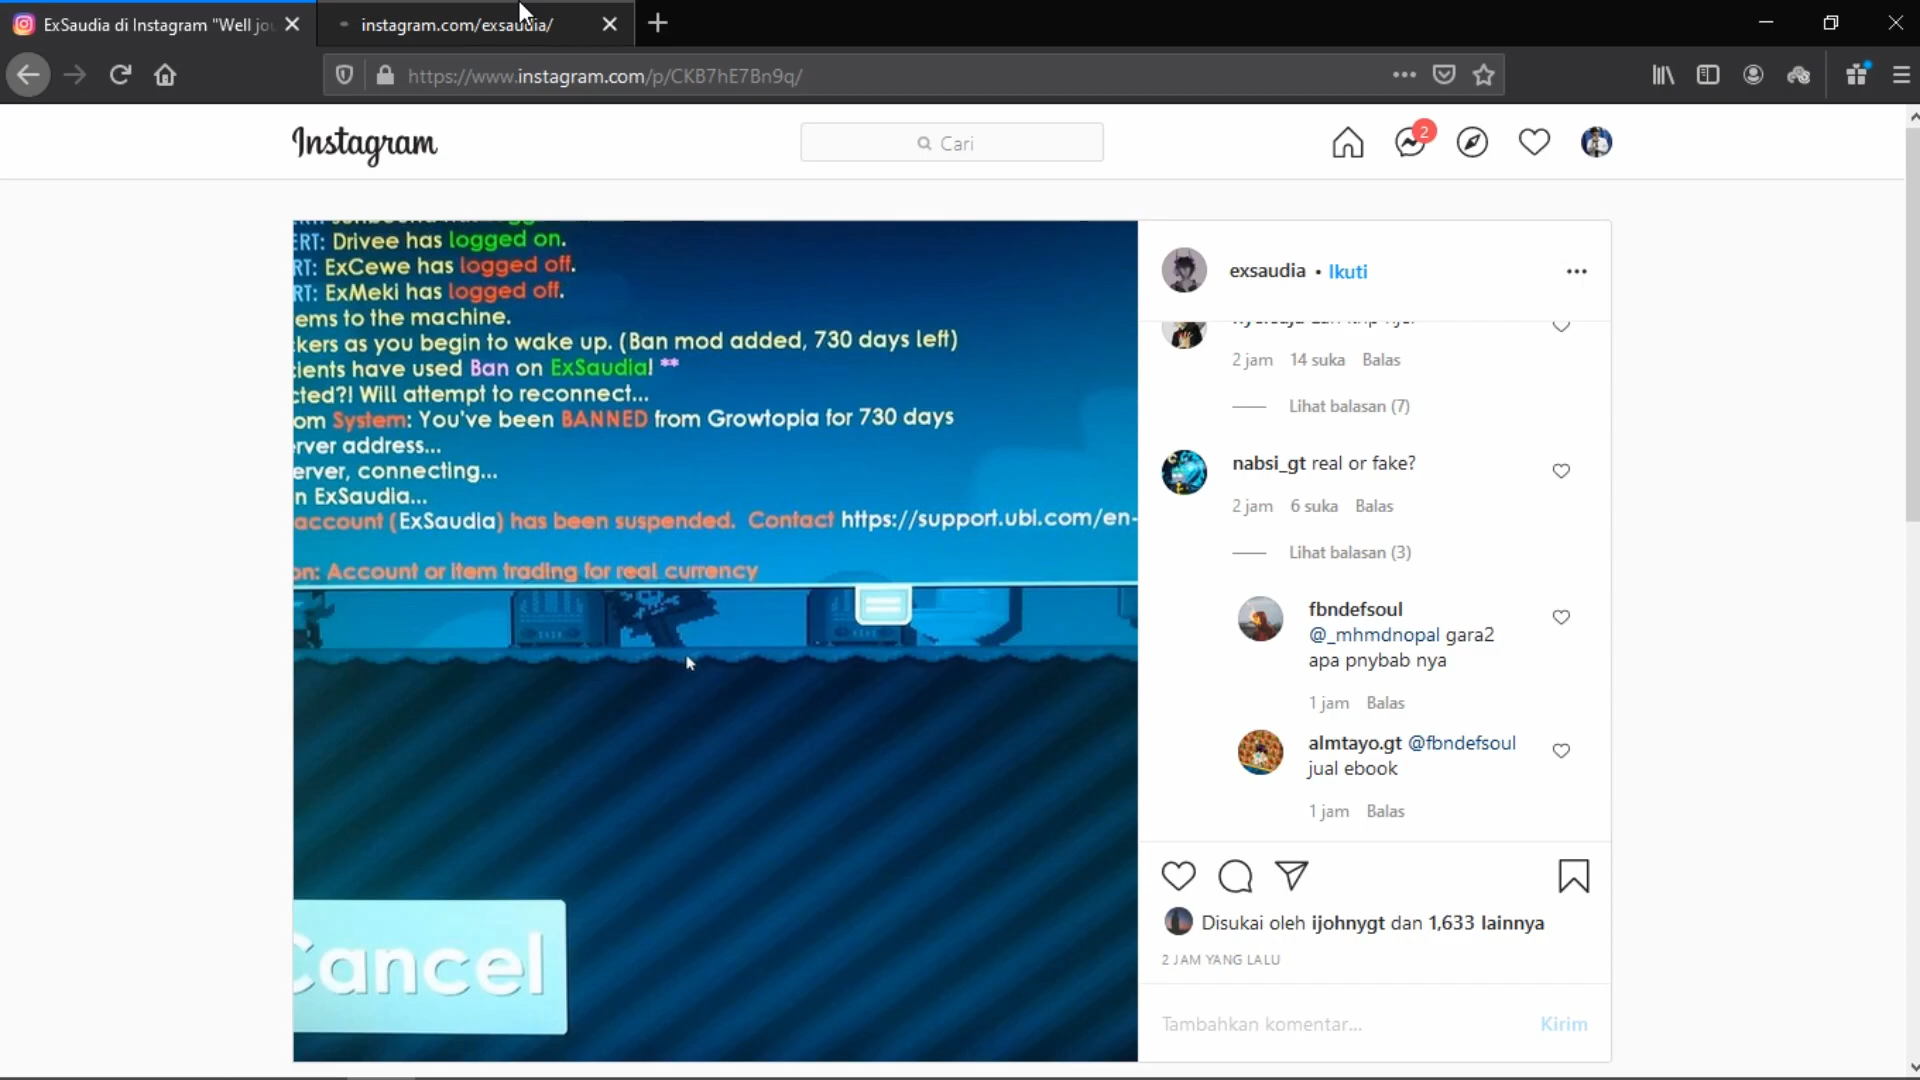 ExSaudia di Instagram "Well jou
instagram.com/exsaudia/
https://www.instagram.com/p/CKB7hE7Bn9q/
Instagram
Cari
2
ERT: Drivee has logged on.
RT: ExCewe has logged off.
RT: ExMeki has logged off.
ems to the machine.
kers as you begin to wake up. (Ban mod added, 730 days left)
cients have used Ban on ExSaudia! **
cted?! Will attempt to reconnect...
om System: You've been BANNED from Growtopia for 730 days
rver address...
erver, connecting...
n ExSaudia...
account (ExSaudia) has been suspended. Contact https://support.ubi.com/en-
on: Account or item trading for real currency
Cancel
exsaudia • Ikuti
2 jam 14 suka Balas
Lihat balasan (7)
nabsi_gt real or fake?
2 jam 6 suka Balas
Lihat balasan (3)
fbndefsoul
@_mhmdnopal gara2
apa pnybab nya
1 jam Balas
almtayo.gt @fbndefsoul
jual ebook
1 jam Balas
Disukai oleh ijohnygt dan 1,633 lainnya
2 JAM YANG LALU
Tambahkan komentar...
Kirim